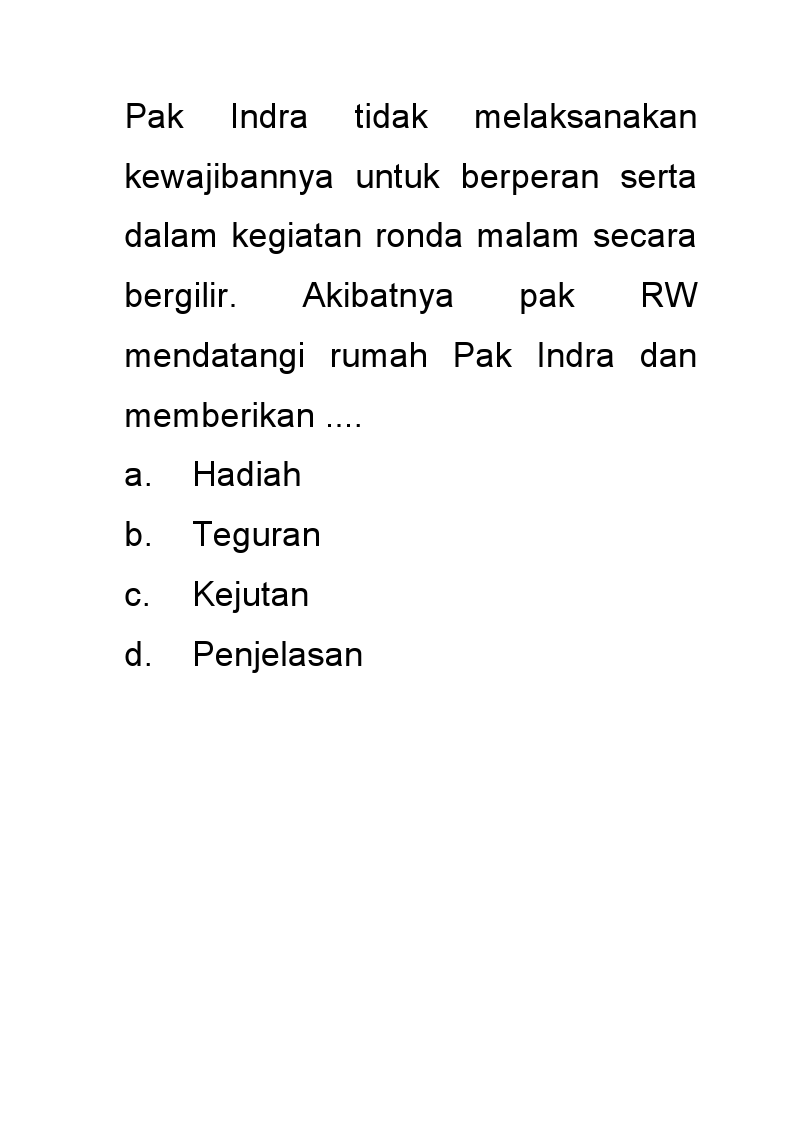 Pak Indra tidak melaksanakan
kewajibannya untuk berperan serta
dalam kegiatan ronda malam secara
bergilir. Akibatnya pak RW
mendatangi rumah Pak Indra dan
memberikan ....
a. Hadiah
b. Teguran
c. Kejutan
d. Penjelasan